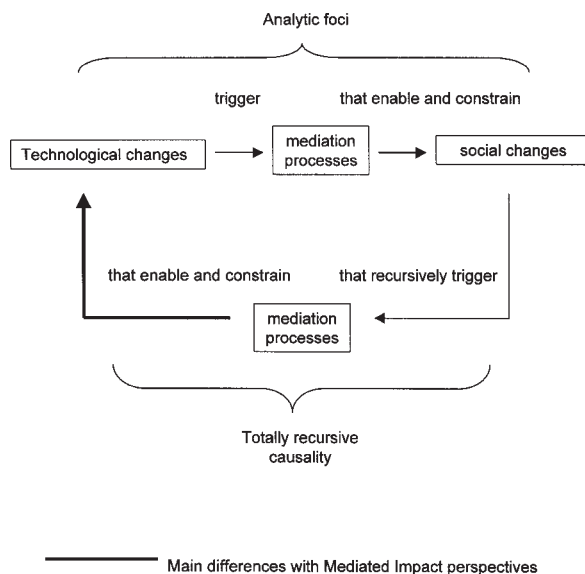 Analytic foci
trigger
that enable and constrain
Technological changes
mediation
processes
social changes
that enable and constrain
that recursively trigger
mediation
processes
Totally recursive
causality
Main differences with Mediated Impact perspectives